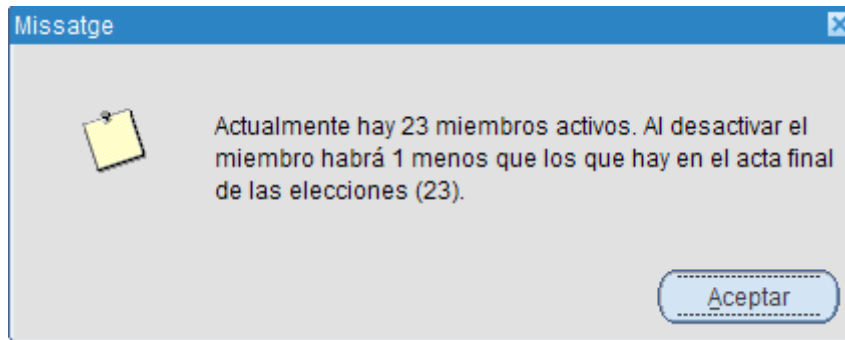 Missatge
Actualmente hay 23 miembros activos. Al desactivar el
miembro habrá 1 menos que los que hay en el acta final
de las elecciones (23).
Aceptar